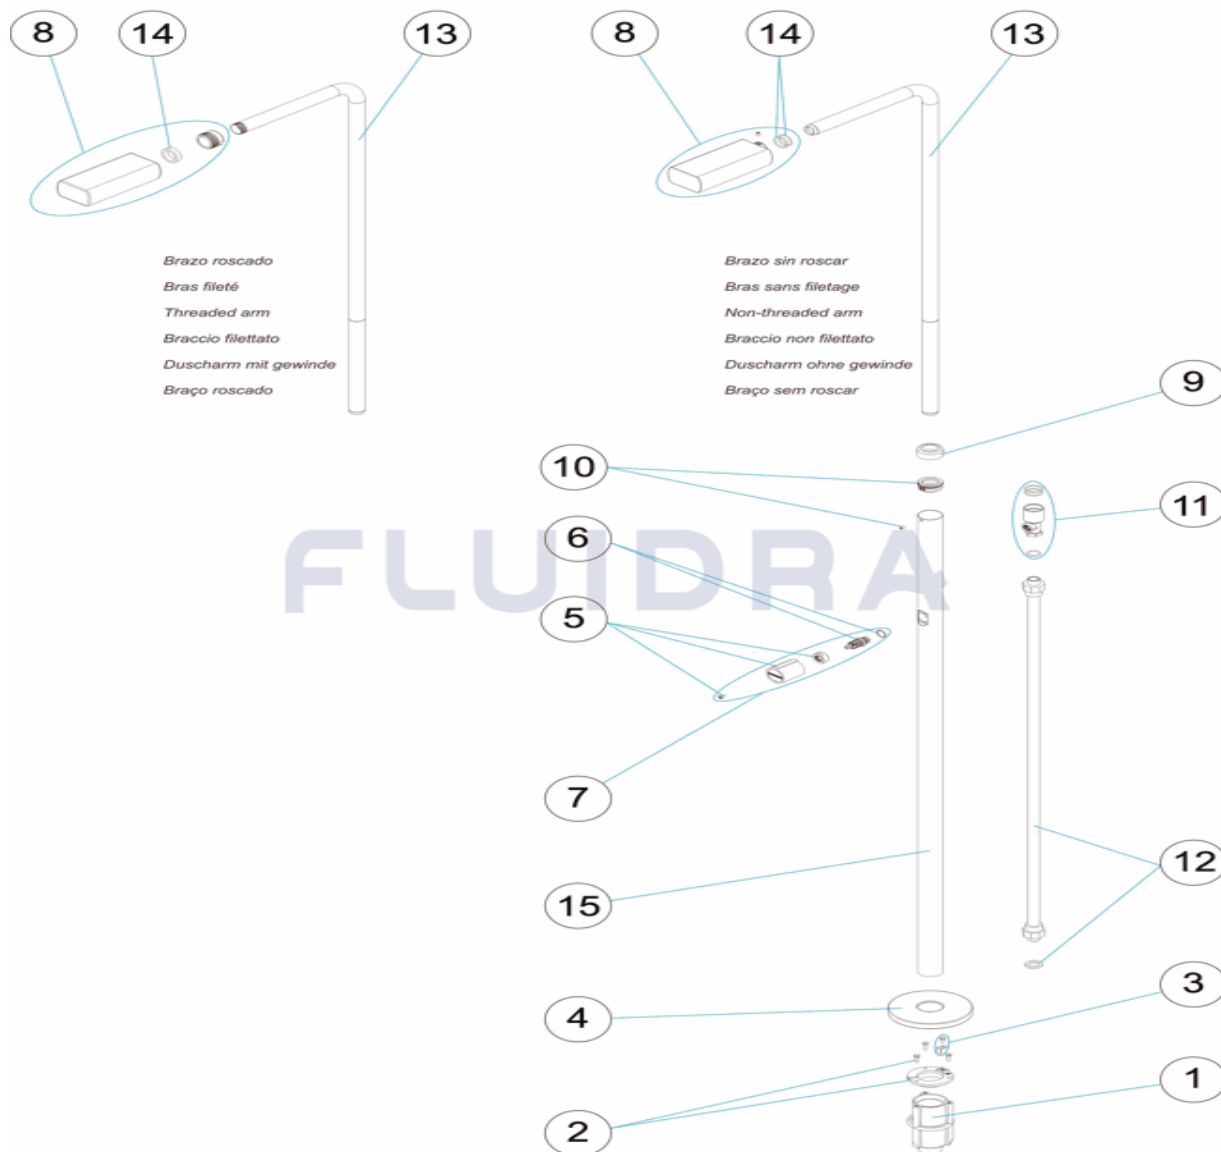 8 14 13 8 14 13
Brazo roscado
Bras fileté
Threaded arm
Braccio filettato
Duscharm mit gewinde
Braço roscado
Brazo sin roscar
Bras sans filetage
Non-threaded arm
Braccio non filettato
Duscharm ohne gewinde
Braço sem roscar
9
10
11
6
FLUIDRA
5
7
12
15
3
4
1
2